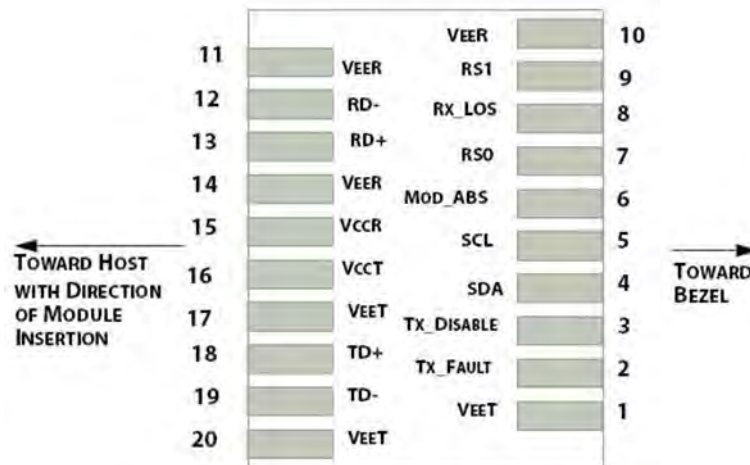 11 VEER
12 RD-
13 RD+
14 VEER
15 VCCR
16 VCCT
17 VEET
18 TD+
19 TD-
20 VEET
VEER 10
RS1 9
RX_LOS 8
RS0 7
MOD_ABS 6
SCL 5
SDA 4
TX_DISABLE 3
TX_FAULT 2
VEET 1
TOWARD HOST
WITH DIRECTION
OF MODULE
INSERTION
TOWARD
BEZEL